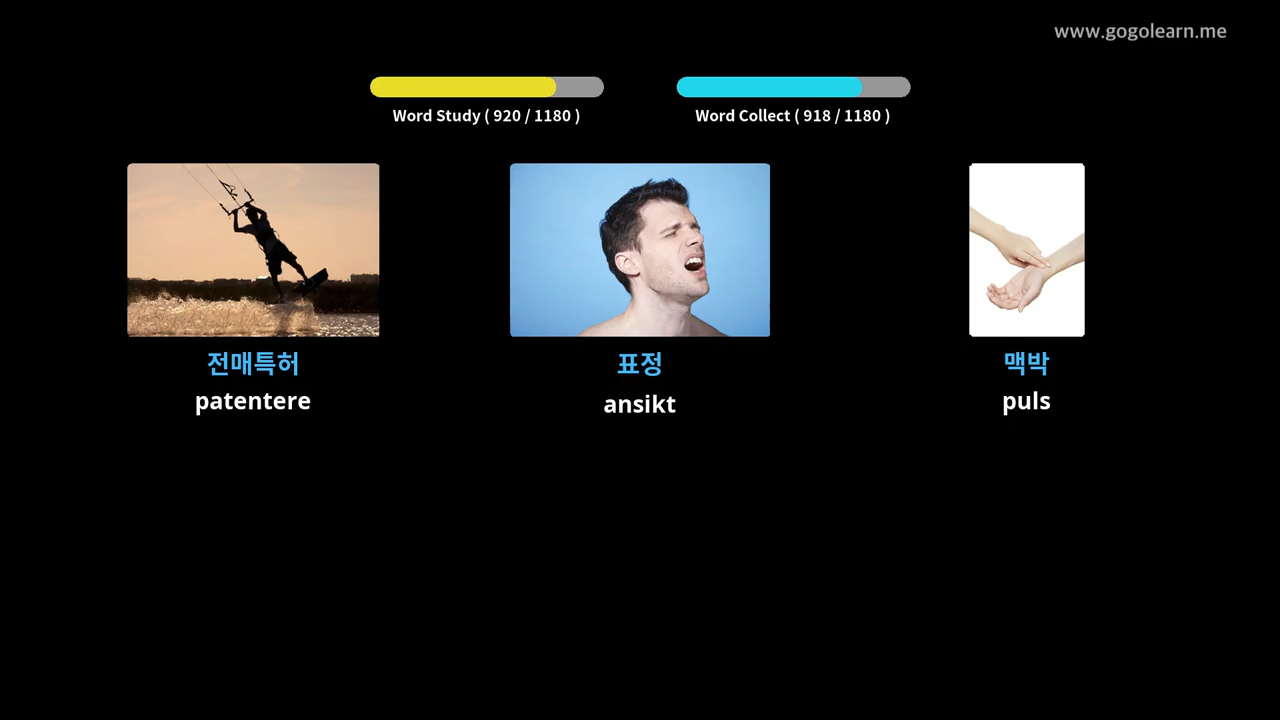 www.gogolearn.me
Word Study ( 920 / 1180 )
Word Collect ( 918 / 1180 )
전매특허
patentere
표정
ansikt
맥박
puls